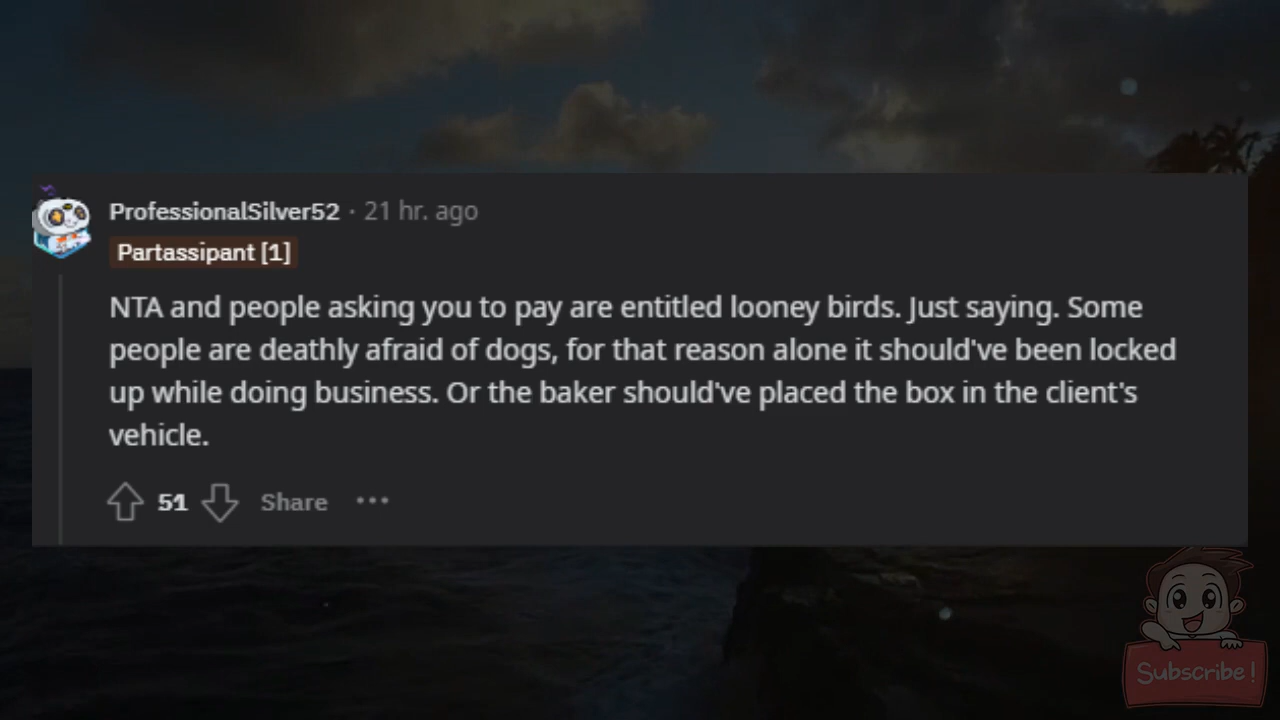 ProfessionalSilver52 · 21 hr. ago
Partassipant [1]
NTA and people asking you to pay are entitled looney birds. Just saying. Some
people are deathly afraid of dogs, for that reason alone it should've been locked
up while doing business. Or the baker should've placed the box in the client's
vehicle.
51 Share ···
Subscribe!